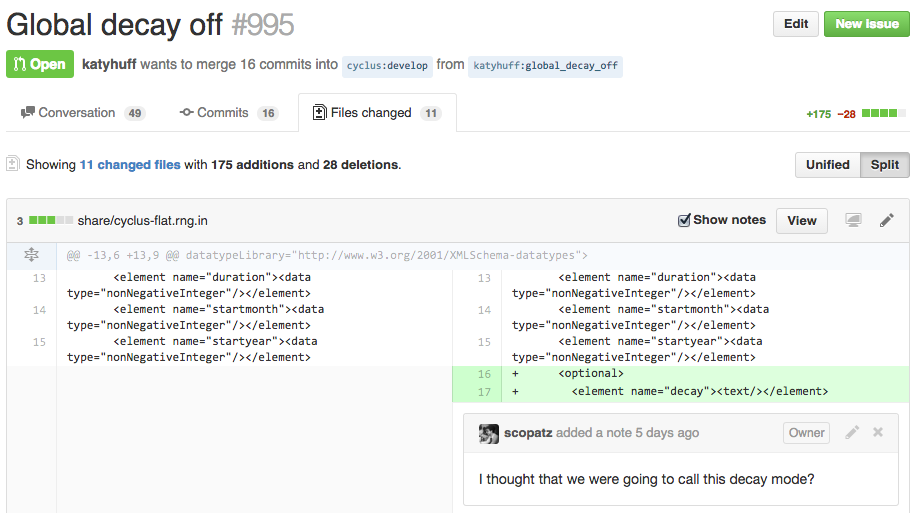 Global decay off #995
Edit
New issue
Open
katyhuff wants to merge 16 commits into cyclus:develop from katyhuff:global_decay_off
Conversation 49
Commits 16
Files changed 11
+175 −28
Showing 11 changed files with 175 additions and 28 deletions.
Unified
Split
3 share/cyclus-flat.rng.in
Show notes
View
@@ -13,6 +13,9 @@ datatypeLibrary="http://www.w3.org/2001/XMLSchema-datatypes">
13 <element name="duration"><data
type="nonNegativeInteger"/></element>
14 <element name="startmonth"><data
type="nonNegativeInteger"/></element>
15 <element name="startyear"><data
type="nonNegativeInteger"/></element>
13 <element name="duration"><data
type="nonNegativeInteger"/></element>
14 <element name="startmonth"><data
type="nonNegativeInteger"/></element>
15 <element name="startyear"><data
type="nonNegativeInteger"/></element>
16 + <optional>
17 + <element name="decay"><text/></element>
scopatz added a note 5 days ago
Owner
I thought that we were going to call this decay mode?